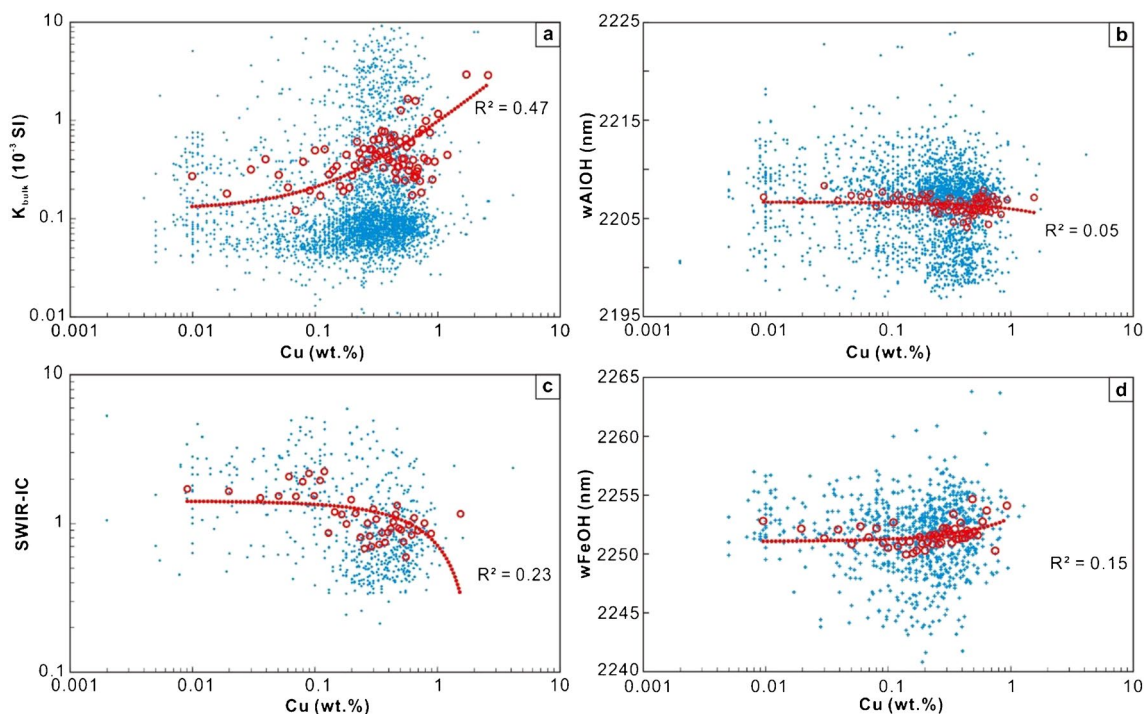 a
10
1
0.1
0.01
K bulk (10⁻³ SI)
R² = 0.47
0.001 0.01 0.1 1 10
Cu (wt.%)
b
2225
2215
2205
2195
wAlOH (nm)
R² = 0.05
0.001 0.01 0.1 1 10
Cu (wt.%)
c
10
1
0.1
SWIR-IC
R² = 0.23
0.001 0.01 0.1 1 10
Cu (wt.%)
d
2265
2260
2255
2250
2245
2240
wFeOH (nm)
R² = 0.15
0.001 0.01 0.1 1 10
Cu (wt.%)